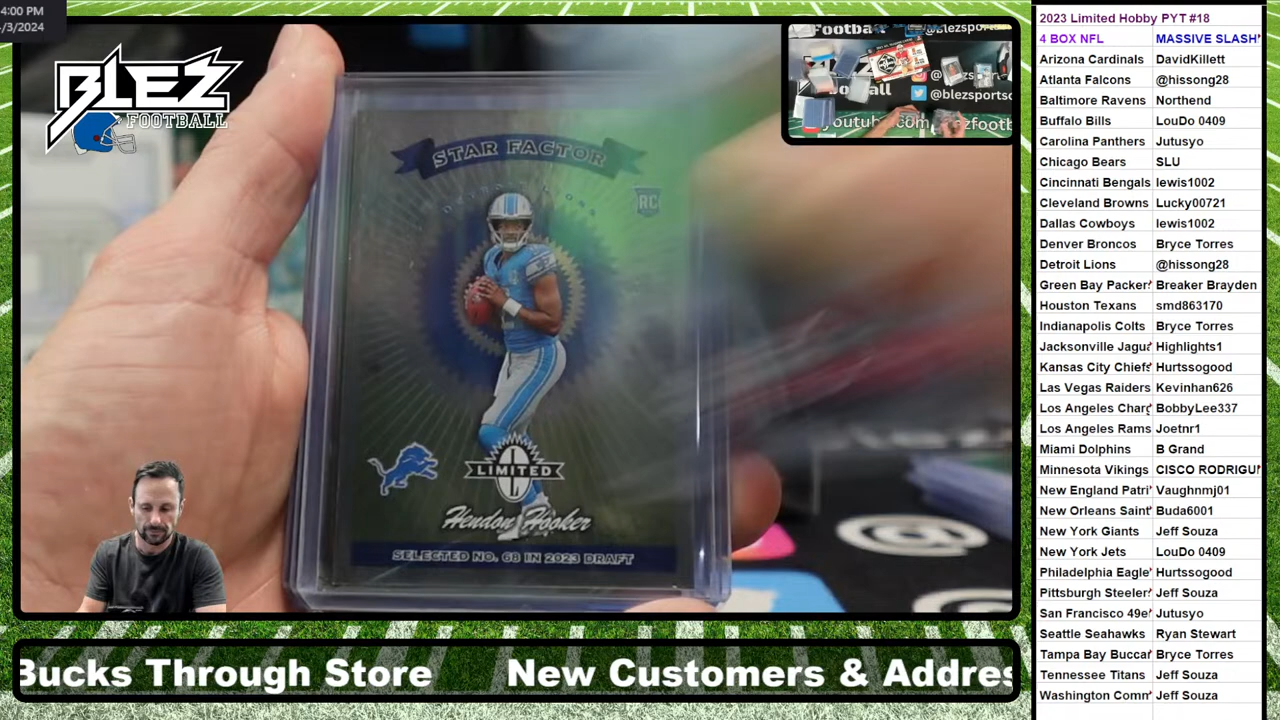 4:00 PM
/3/2024
BLEZ
FOOTBALL
STAR FACTOR
RC
LIMITED
Hendon Hooker
SELECTED NO. 68 IN 2023 DRAFT
Football
@blezspor
youtube.com
@blezsportsc
Bucks Through Store New Customers & Addres
2023 Limited Hobby PYT #18
4 BOX NFL MASSIVE SLASH
Arizona Cardinals DavidKillett
Atlanta Falcons @hissong28
Baltimore Ravens Northend
Buffalo Bills LouDo 0409
Carolina Panthers Jutusyo
Chicago Bears SLU
Cincinnati Bengals lewis1002
Cleveland Browns Lucky00721
Dallas Cowboys lewis1002
Denver Broncos Bryce Torres
Detroit Lions @hissong28
Green Bay Packer Breaker Brayden
Houston Texans smd863170
Indianapolis Colts Bryce Torres
Jacksonville Jagua Highlights1
Kansas City Chiefs Hurtssogood
Las Vegas Raiders Kevinhan626
Los Angeles Charg BobbyLee337
Los Angeles Rams Joetnr1
Miami Dolphins B Grand
Minnesota Vikings CISCO RODRIGU
New England Patri Vaughnmj01
New Orleans Saint Buda6001
New York Giants Jeff Souza
New York Jets LouDo 0409
Philadelphia Eagle Hurtssogood
Pittsburgh Steeler Jeff Souza
San Francisco 49e Jutusyo
Seattle Seahawks Ryan Stewart
Tampa Bay Buccar Bryce Torres
Tennessee Titans Jeff Souza
Washington Comm Jeff Souza